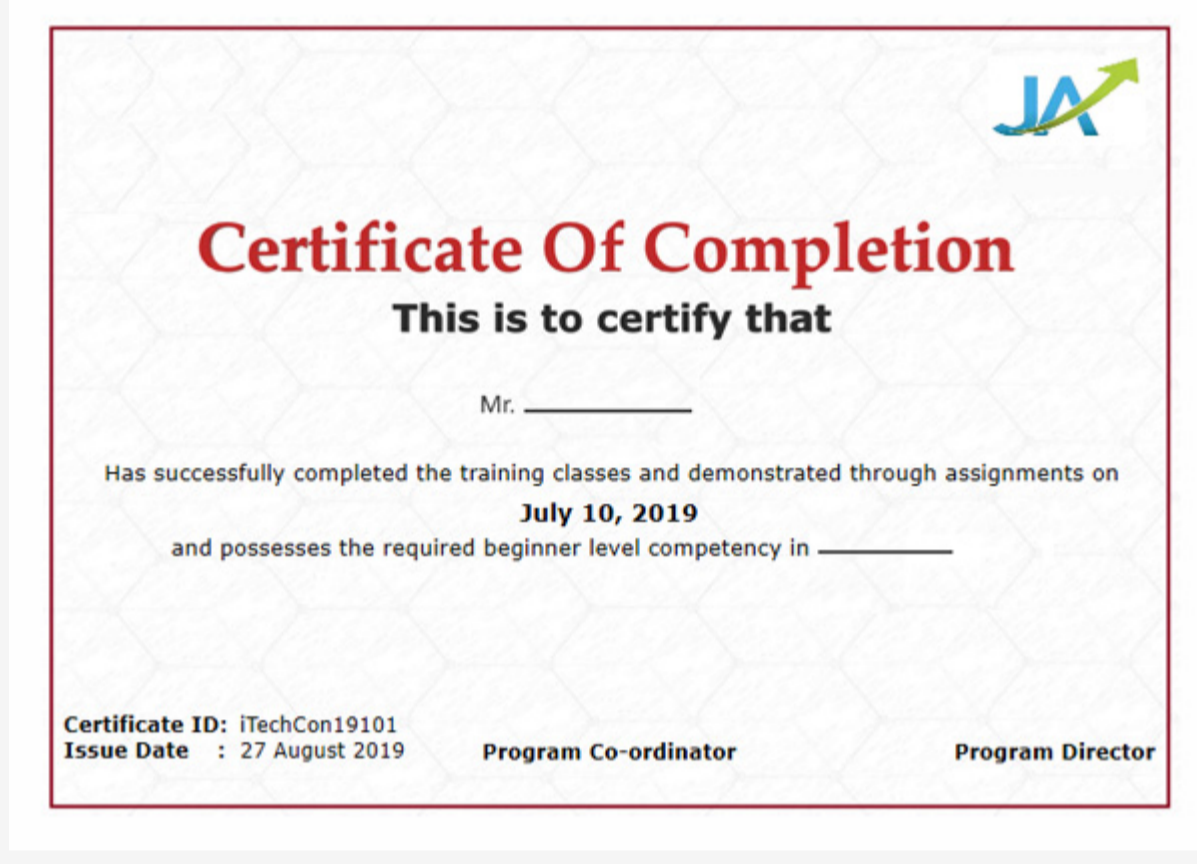 JA
Certificate Of Completion
This is to certify that
Mr. ___________
Has successfully completed the training classes and demonstrated through assignments on
July 10, 2019
and possesses the required beginner level competency in _________
Certificate ID: iTechCon19101
Issue Date : 27 August 2019
Program Co-ordinator
Program Director